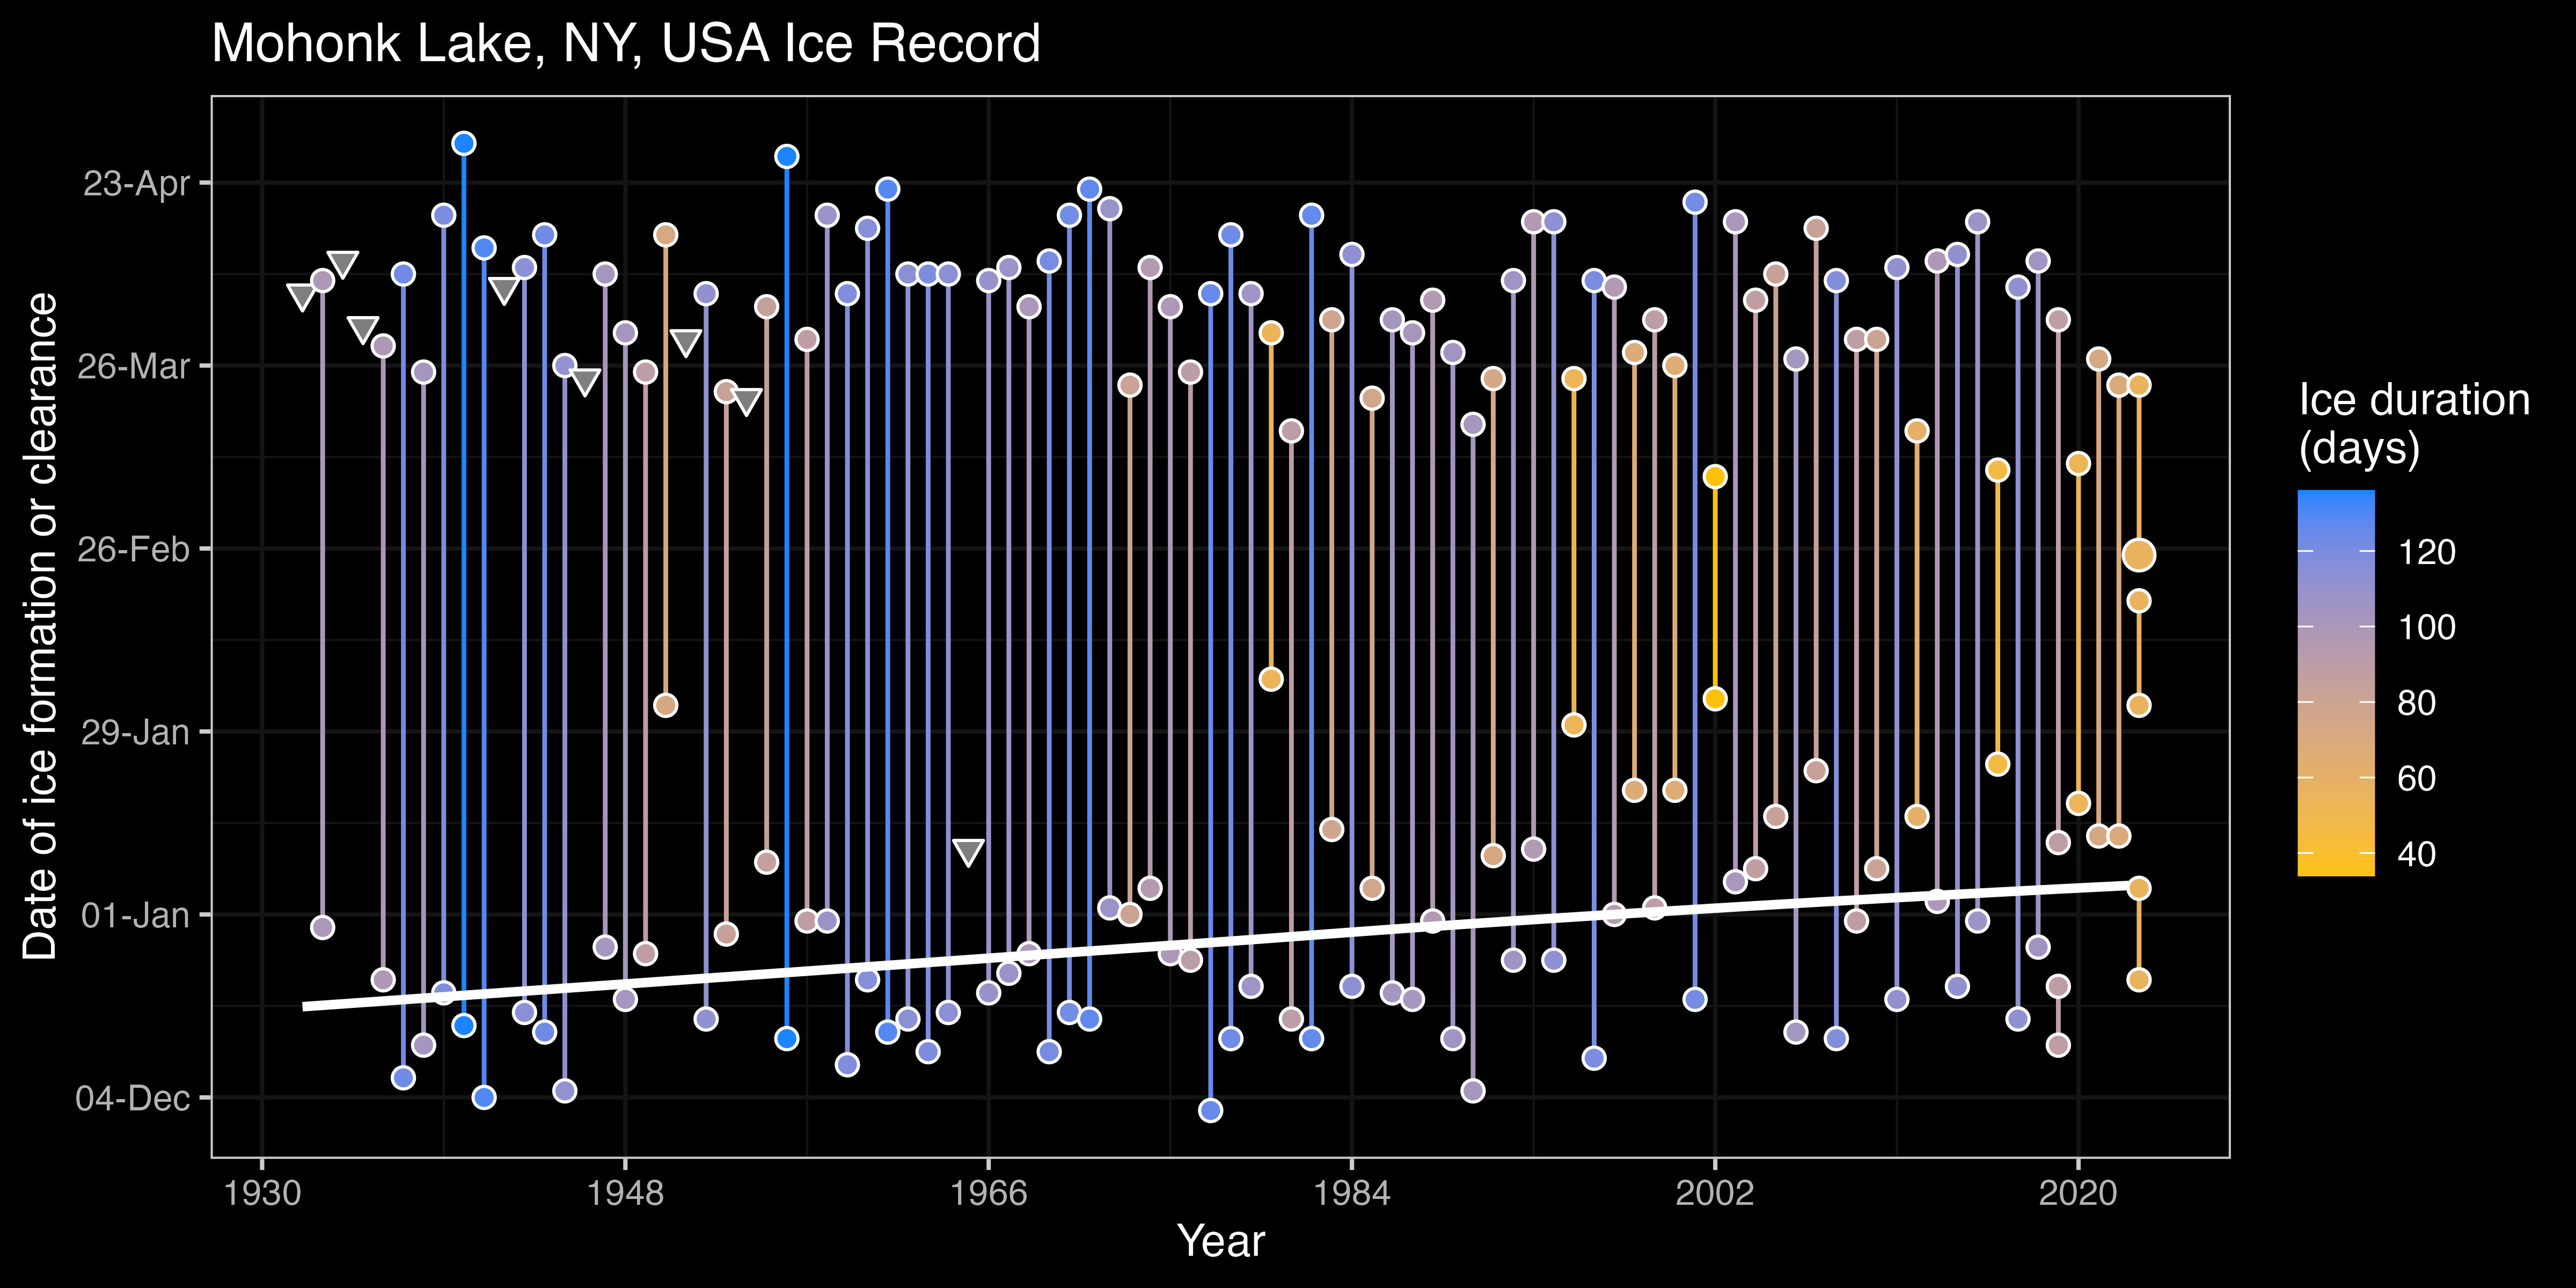 Mohonk Lake, NY, USA Ice Record
Date of ice formation or clearance
23-Apr
26-Mar
26-Feb
29-Jan
01-Jan
04-Dec
1930
1948
1966
1984
2002
2020
Year
Ice duration
(days)
120
100
80
60
40